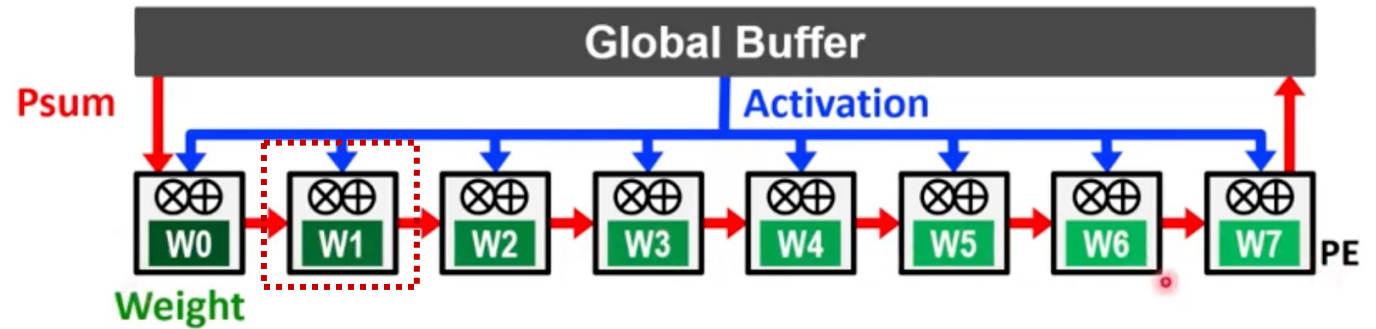 Global Buffer
Psum
Activation
W0 W1 W2 W3 W4 W5 W6 W7
PE
Weight